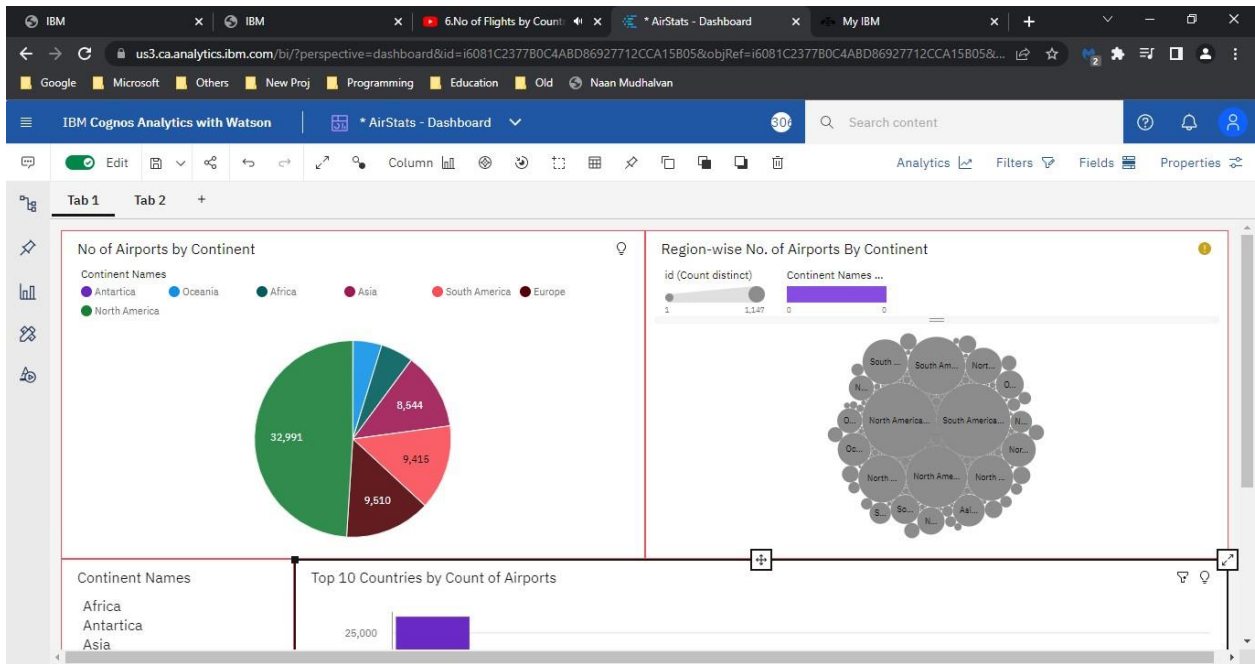 IBM
IBM
6.No of Flights by Count
* AirStats - Dashboard
My IBM
us3.ca.analytics.ibm.com/bi/?perspective=dashboard&id=i6081C2377B0C4ABD86927712CCA15B05&objRef=i6081C2377B0C4ABD86927712CCA15B05&...
2
Google Microsoft Others New Proj Programming Education Old Naan Mudhalvan
IBM Cognos Analytics with Watson
* AirStats - Dashboard
30
Search content
Edit
Column
Analytics Filters Fields Properties
Tab 1 Tab 2 +
No of Airports by Continent
Continent Names
Antartica Oceania Africa Asia South America Europe
North America
8,544
32,991
9,415
9,510
Region-wise No. of Airports By Continent
id (Count distinct) Continent Names ...
1 1,147 0 0
South ... South Am... Nort...
N... O...
O... North America... South America... N...
Oc... Nor...
North ... North Ame... North ...
S... So... N... Asi...
Continent Names
Africa
Antartica
Asia
Top 10 Countries by Count of Airports
25,000